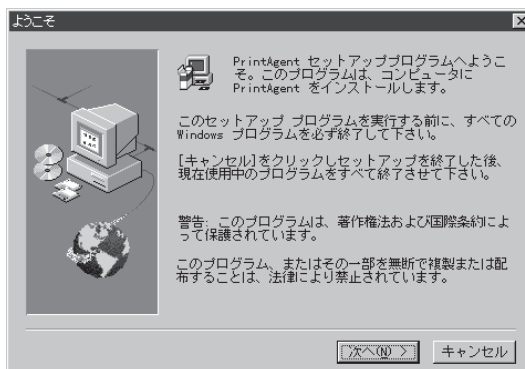 ようこそ
PrintAgent セットアッププログラムへようこ
そ。このプログラムは、コンピュータに
PrintAgent をインストールします。
このセットアップ プログラムを実行する前に、すべての
Windows プログラムを必ず終了して下さい。
[キャンセル]をクリックしセットアップを終了した後、
現在使用中のプログラムをすべて終了させて下さい。
警告: このプログラムは、著作権法および国際条約によ
って保護されています。
このプログラム、またはその一部を無断で複製または配
布することは、法律により禁止されています。
次へ(N) >
キャンセル